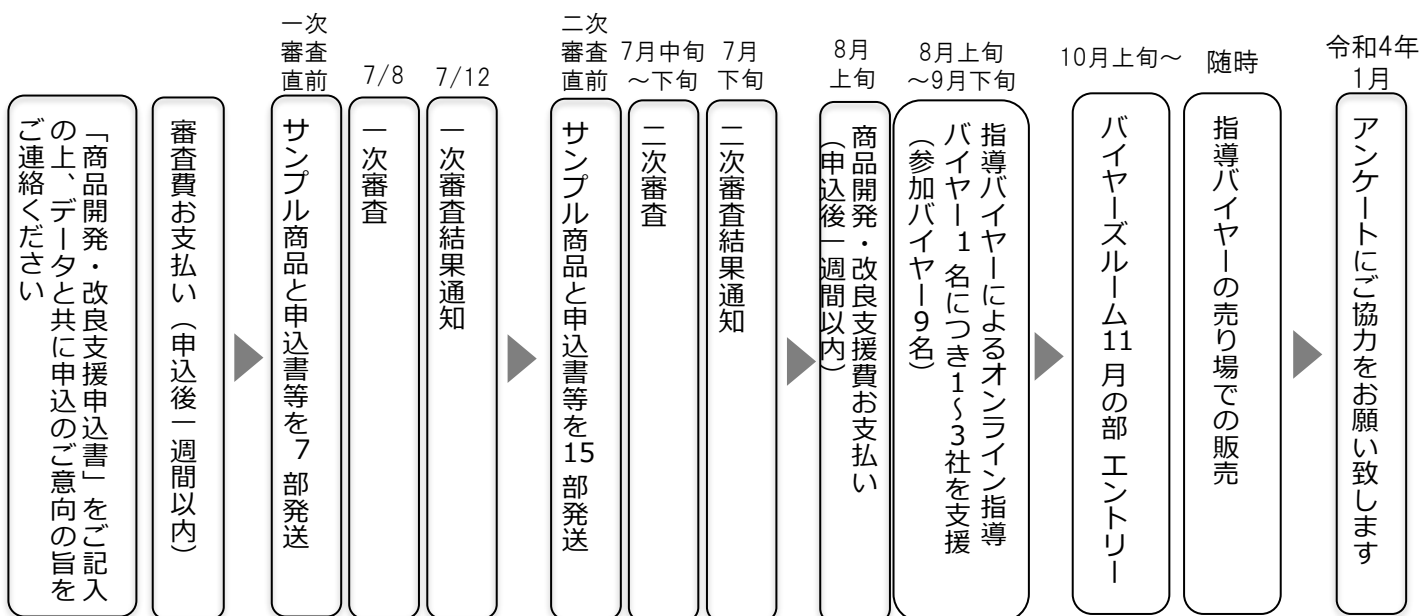 「商品開発・改良支援申込書」をご記入
の上、データと共に申込のご意向の旨を
ご連絡ください
審査費お支払い（申込後一週間以内）
一次
審査
直前
サンプル商品と申込書等を7部発送
7/8
一次審査
7/12
一次審査結果通知
二次
審査
直前
サンプル商品と申込書等を15部発送
7月中旬
～下旬
二次審査
7月
下旬
二次審査結果通知
8月
上旬
商品開発・改良支援費お支払い
（申込後一週間以内）
8月上旬
～9月下旬
指導バイヤーによるオンライン指導
バイヤー1名につき1～3社を支援
（参加バイヤー9名）
10月上旬～
バイヤーズルーム11月の部 エントリー
随時
指導バイヤーの売り場での販売
令和4年
1月
アンケートにご協力をお願い致します